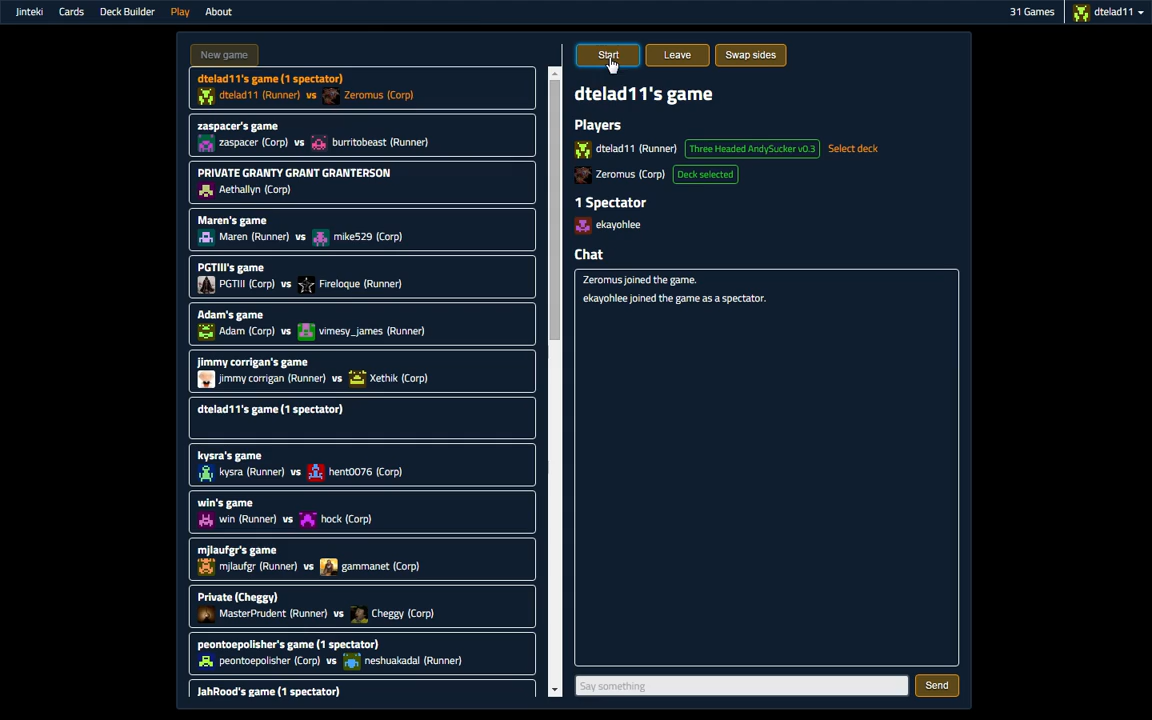 Jinteki Cards Deck Builder Play About 31 Games dtelad11
New game
dtelad11's game (1 spectator)
dtelad11 (Runner) vs Zeromus (Corp)
zaspacer's game
zaspacer (Corp) vs burritobeast (Runner)
PRIVATE GRANTY GRANT GRANTERSON
Aethallyn (Corp)
Maren's game
Maren (Runner) vs mike529 (Corp)
PGTIII's game
PGTIII (Corp) vs Fireloque (Runner)
Adam's game
Adam (Corp) vs vimesy_james (Runner)
jimmy corrigan's game
jimmy corrigan (Runner) vs Xethik (Corp)
dtelad11's game (1 spectator)
kysra's game
kysra (Runner) vs hent0076 (Corp)
win's game
win (Runner) vs hock (Corp)
mjlaufgr's game
mjlaufgr (Runner) vs gammanet (Corp)
Private (Cheggy)
MasterPrudent (Runner) vs Cheggy (Corp)
peontoepolisher's game (1 spectator)
peontoepolisher (Corp) vs neshuakadal (Runner)
JahRood's game (1 spectator)
Start Leave Swap sides
dtelad11's game
Players
dtelad11 (Runner) Three Headed AndySucker v0.3 Select deck
Zeromus (Corp) Deck selected
1 Spectator
ekayohlee
Chat
Zeromus joined the game.
ekayohlee joined the game as a spectator.
Say something Send